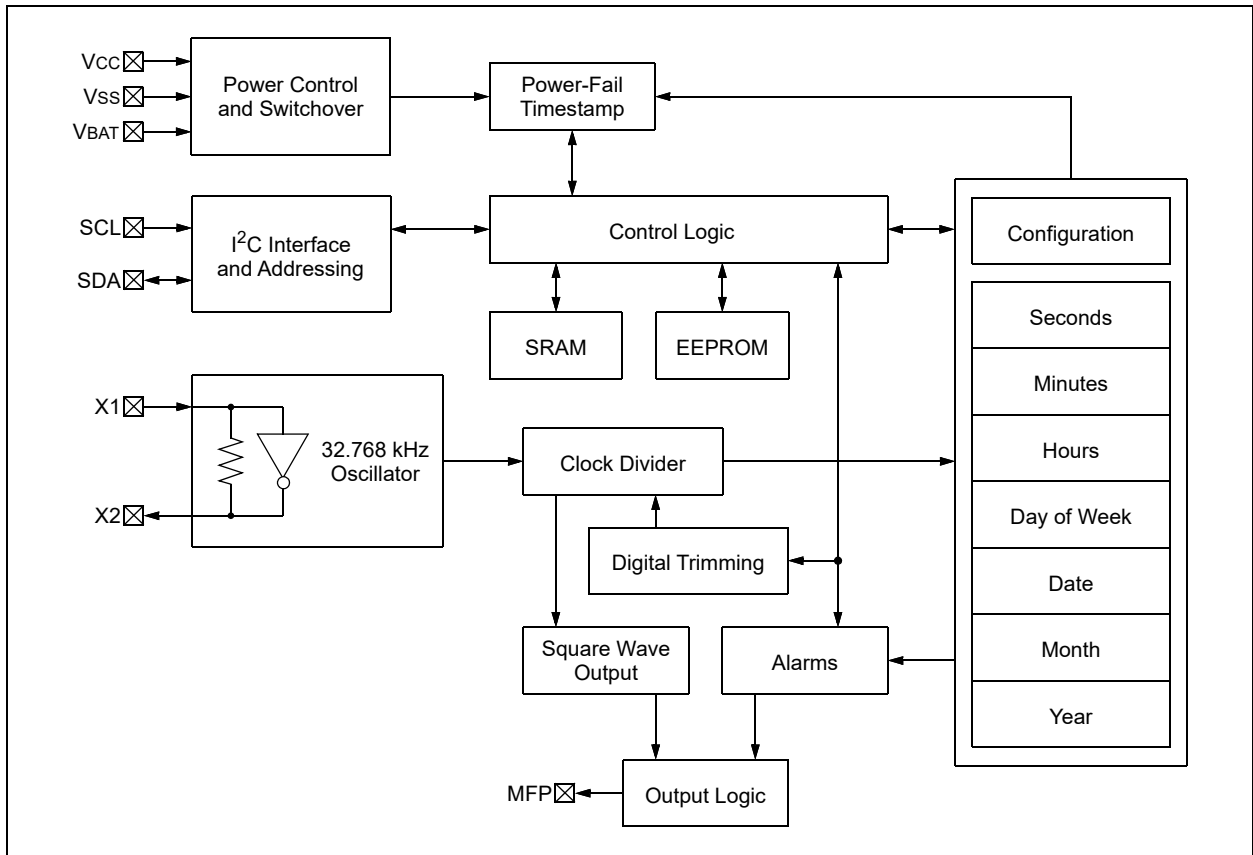 VCC
VSS
VBAT
Power Control
and Switchover
Power-Fail
Timestamp
SCL
SDA
I2C Interface
and Addressing
Control Logic
Configuration
Seconds
Minutes
Hours
Day of Week
Date
Month
Year
SRAM
EEPROM
X1
X2
32.768 kHz
Oscillator
Clock Divider
Digital Trimming
Square Wave
Output
Alarms
MFP
Output Logic